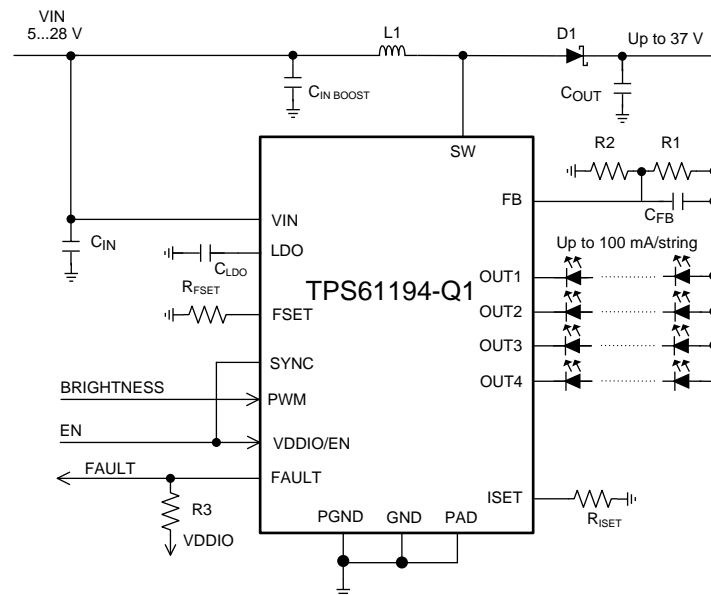 VIN
5...28 V
L1
D1
Up to 37 V
C IN BOOST
COUT
R2
R1
SW
FB
CFB
VIN
CIN
LDO
CLDO
Up to 100 mA/string
RFSET
TPS61194-Q1
OUT1
FSET
OUT2
OUT3
SYNC
OUT4
BRIGHTNESS
PWM
EN
VDDIO/EN
FAULT
FAULT
ISET
R3
PGND
GND
PAD
RISET
VDDIO